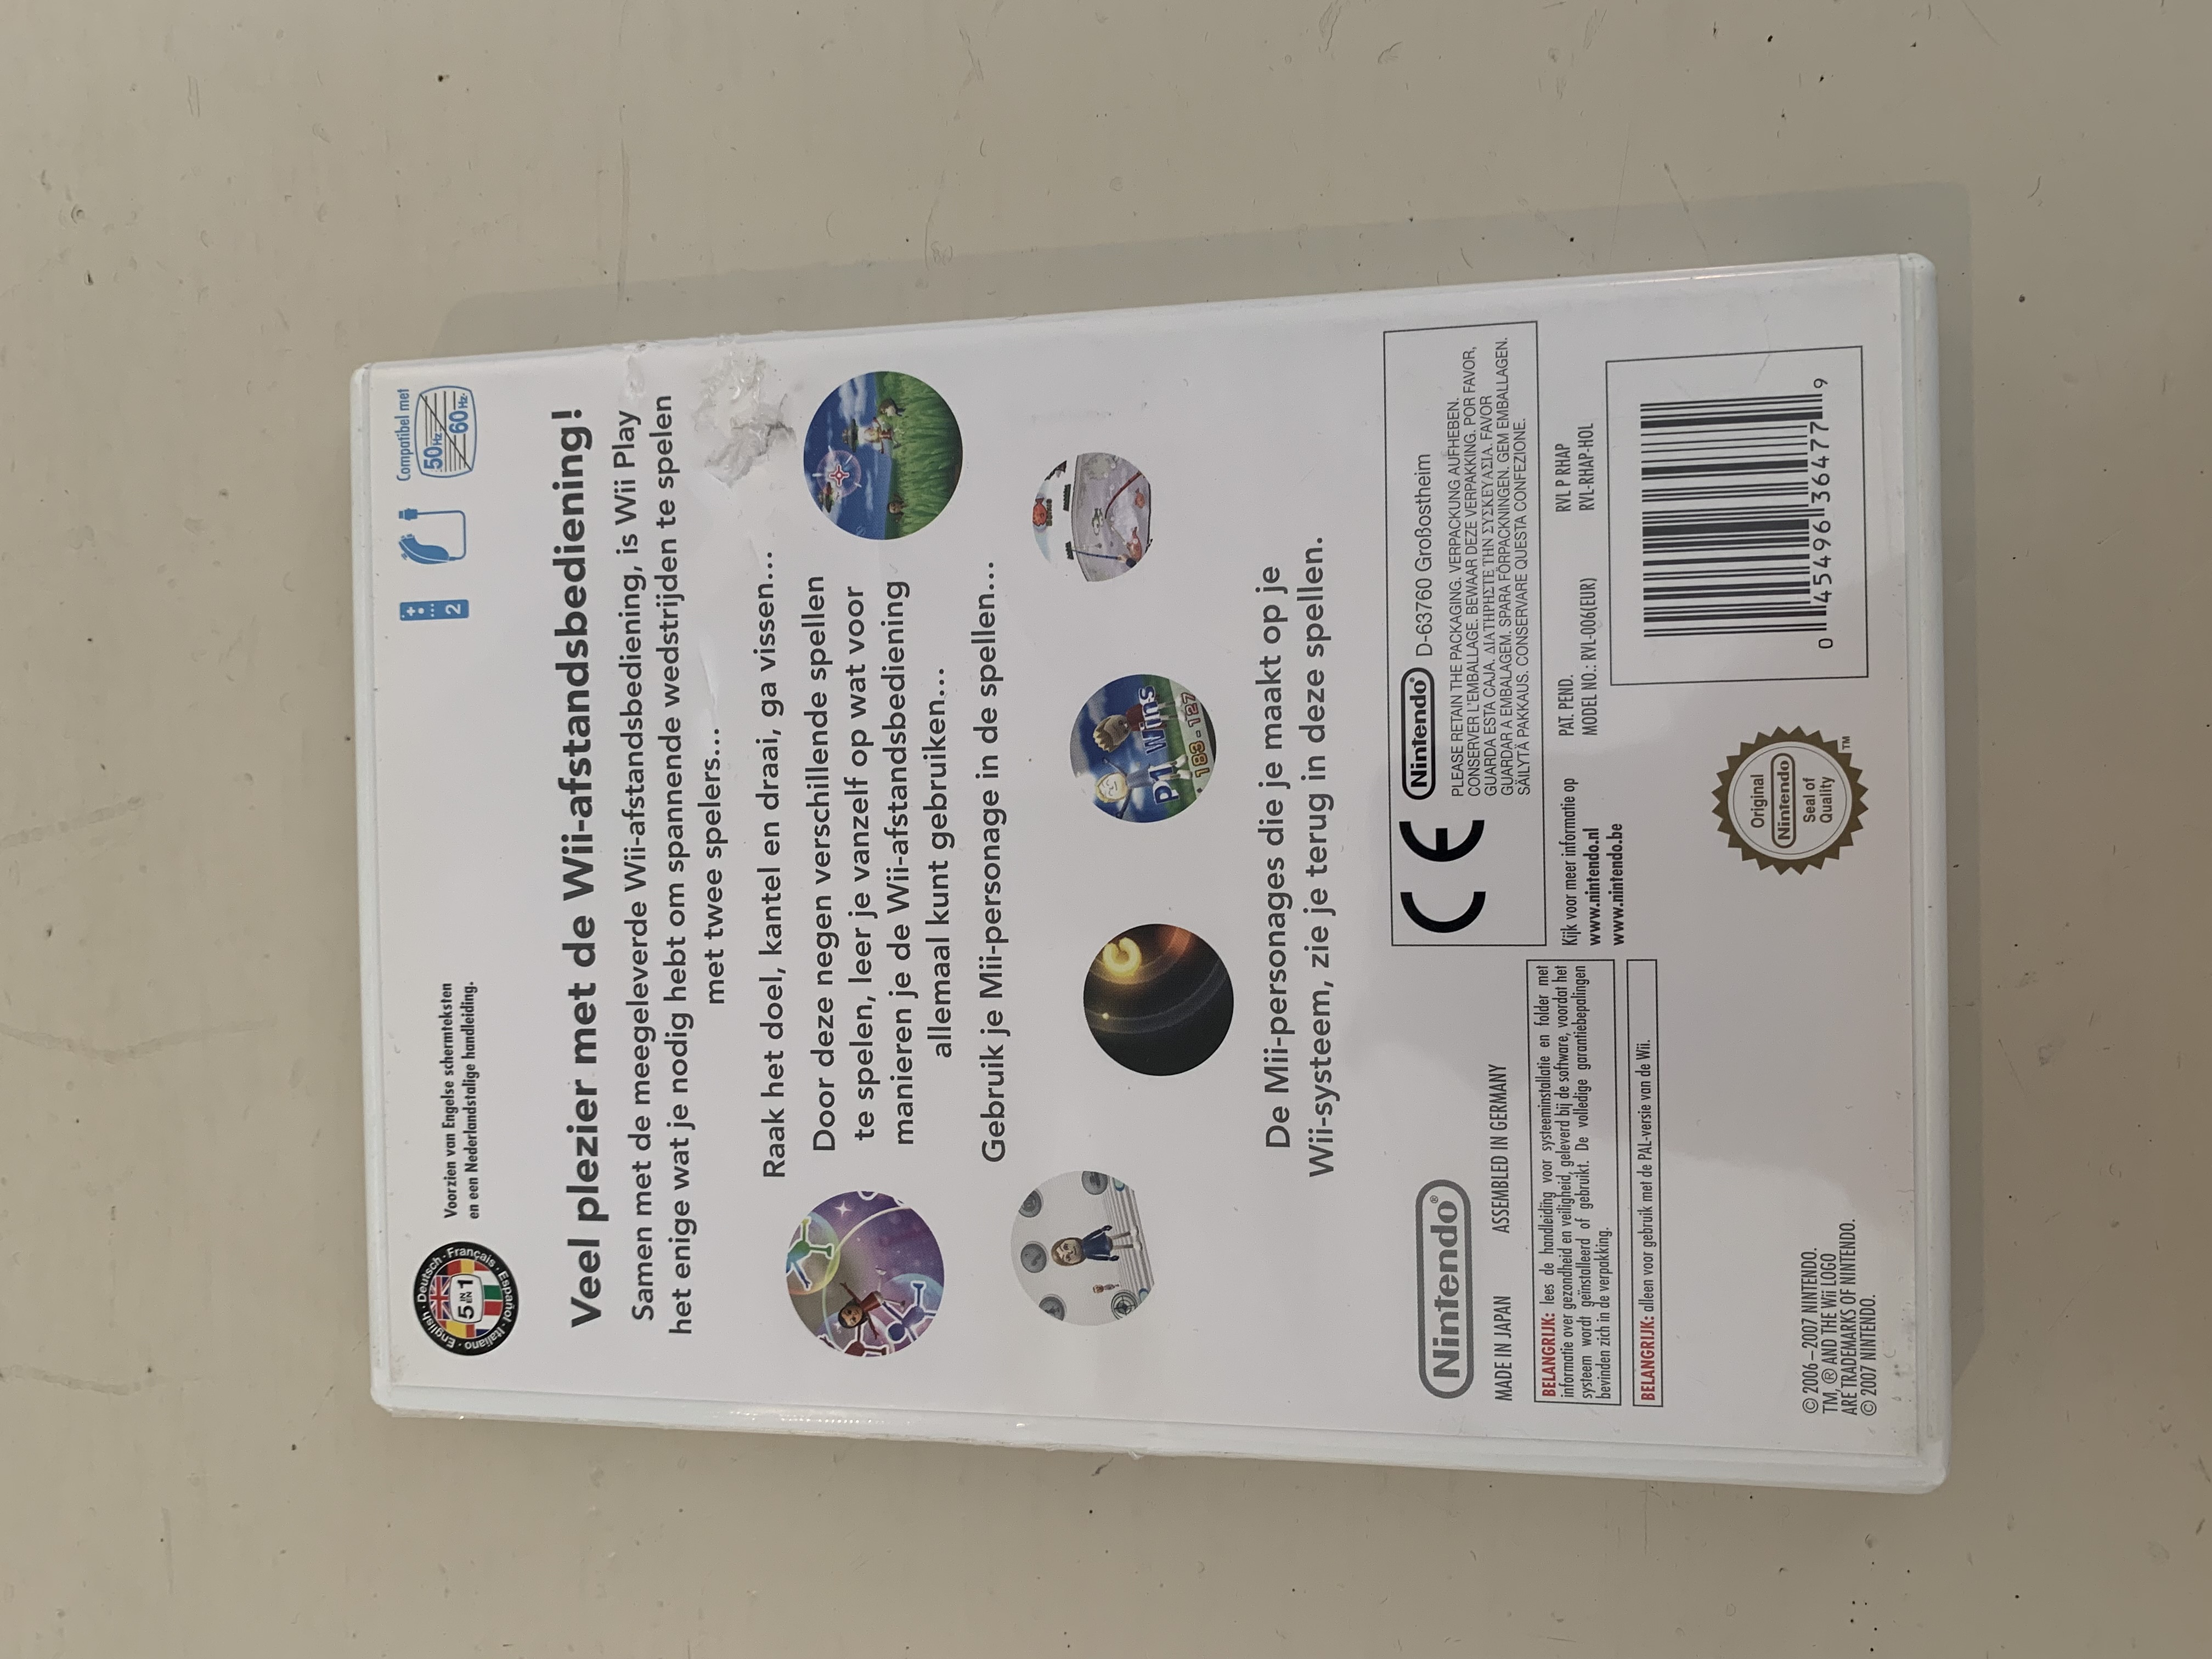 English · Deutsch · Français · Español · Italiano ·
5 IN EN 1
Voorzien van Engelse schermteksten
en een Nederlandstalige handleiding.
2
Compatibel met
50Hz
60Hz
Veel plezier met de Wii-afstandsbediening!
Samen met de meegeleverde Wii-afstandsbediening, is Wii Play
het enige wat je nodig hebt om spannende wedstrijden te spelen
met twee spelers...
Raak het doel, kantel en draai, ga vissen...
Door deze negen verschillende spellen
te spelen, leer je vanzelf op wat voor
manieren je de Wii-afstandsbediening
allemaal kunt gebruiken...
Gebruik je Mii-personage in de spellen...
P1 Wins
183-127
De Mii-personages die je maakt op je
Wii-systeem, zie je terug in deze spellen.
Nintendo®
MADE IN JAPAN ASSEMBLED IN GERMANY
BELANGRIJK: lees de handleiding voor systeeminstallatie en folder met
informatie over gezondheid en veiligheid, geleverd bij de software, voordat het
systeem wordt geïnstalleerd of gebruikt. De volledige garantiebepalingen
bevinden zich in de verpakking.
BELANGRIJK: alleen voor gebruik met de PAL-versie van de Wii.
CE Nintendo® D-63760 Großostheim
PLEASE RETAIN THE PACKAGING. VERPACKUNG AUFHEBEN.
CONSERVER L'EMBALLAGE. BEWAAR DEZE VERPAKKING. POR FAVOR,
GUARDA ESTA CAJA. ΔΙΑΤΗΡΗΣΤΕ ΤΗΝ ΣΥΣΚΕΥΑΣΙΑ. FAVOR
GUARDAR A EMBALAGEM. SPARA FÖRPACKNINGEN. GEM EMBALLAGEN.
SÄILYTÄ PAKKAUS. CONSERVARE QUESTA CONFEZIONE.
Kijk voor meer informatie op
www.nintendo.nl
www.nintendo.be
PAT. PEND.
MODEL NO.: RVL-006(EUR)
RVL P RHAP
RVL-RHAP-HOL
Original
Nintendo
Seal of
Quality
TM
0 45496 36477 9
© 2006–2007 NINTENDO.
TM, ® AND THE Wii LOGO
ARE TRADEMARKS OF NINTENDO.
© 2007 NINTENDO.